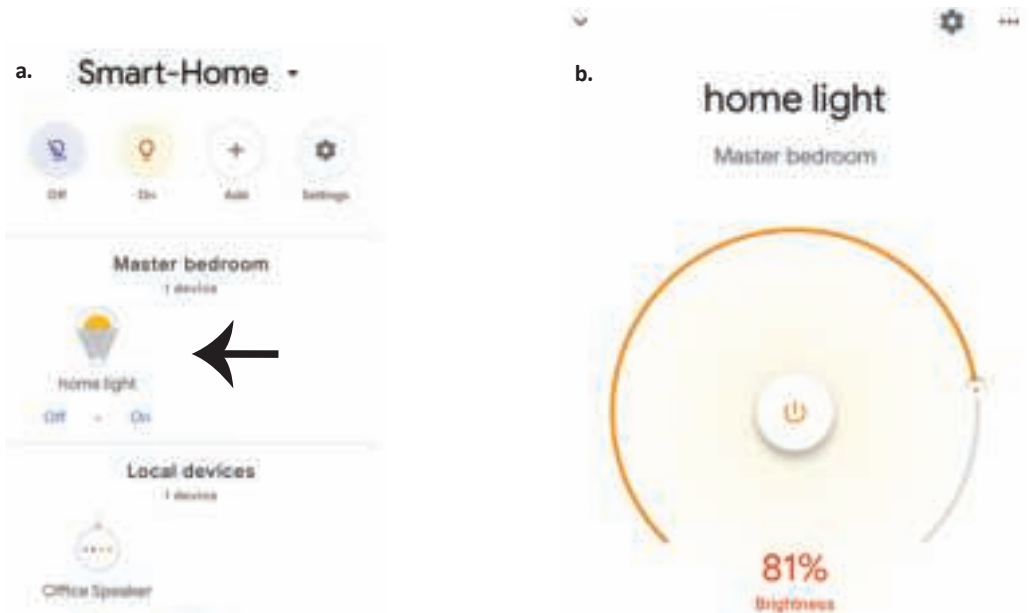 a.
Smart-Home
Off On Add Settings
Master bedroom
1 device
home light
Off - On
Local devices
1 device
Office Speaker
b.
home light
Master bedroom
81%
Brightness